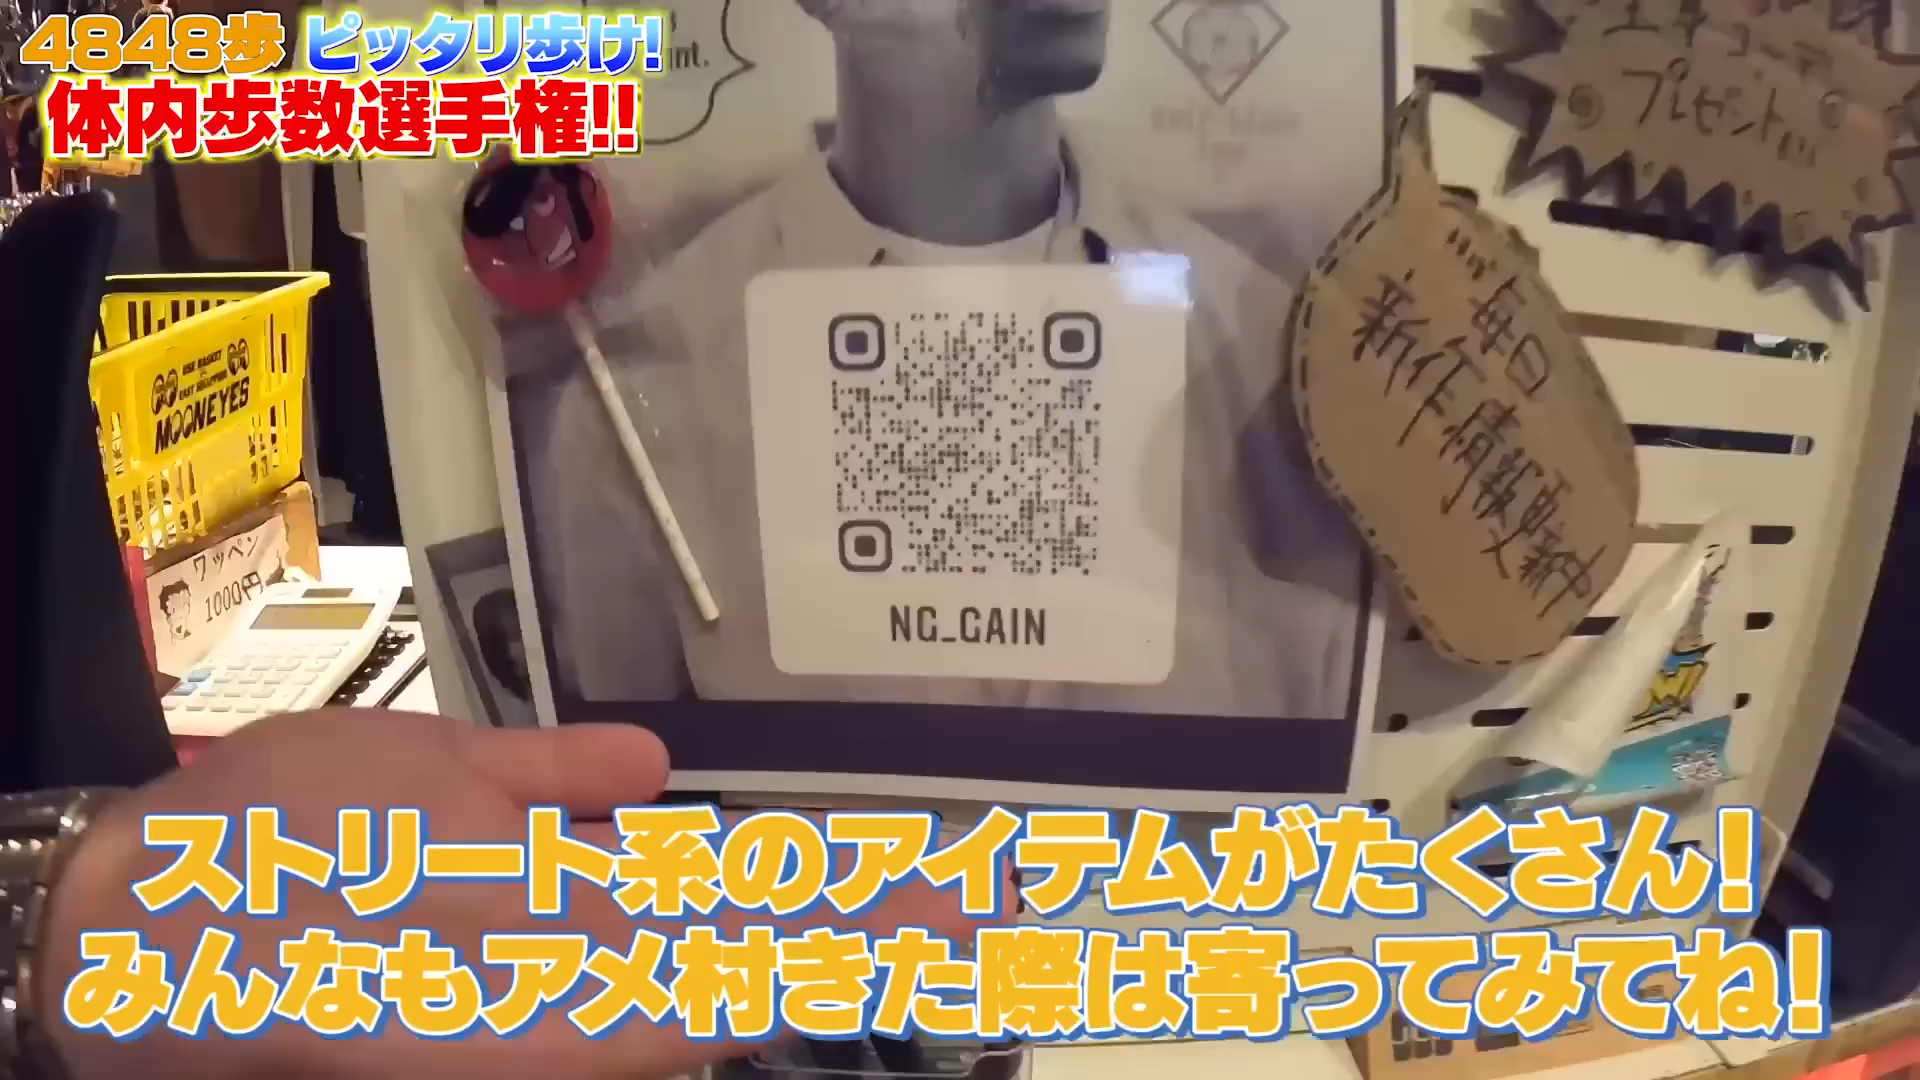 4848歩 ピッタリ歩け!
体内歩数選手権!!
プレゼント!!!
毎日
新作情報更新中
USE BASKET
EASY SHOPPING
MOONEYES
ワッペン
1000円
NG_GAIN
ストリート系のアイテムがたくさん!
みんなもアメ村きた際は寄ってみてね!